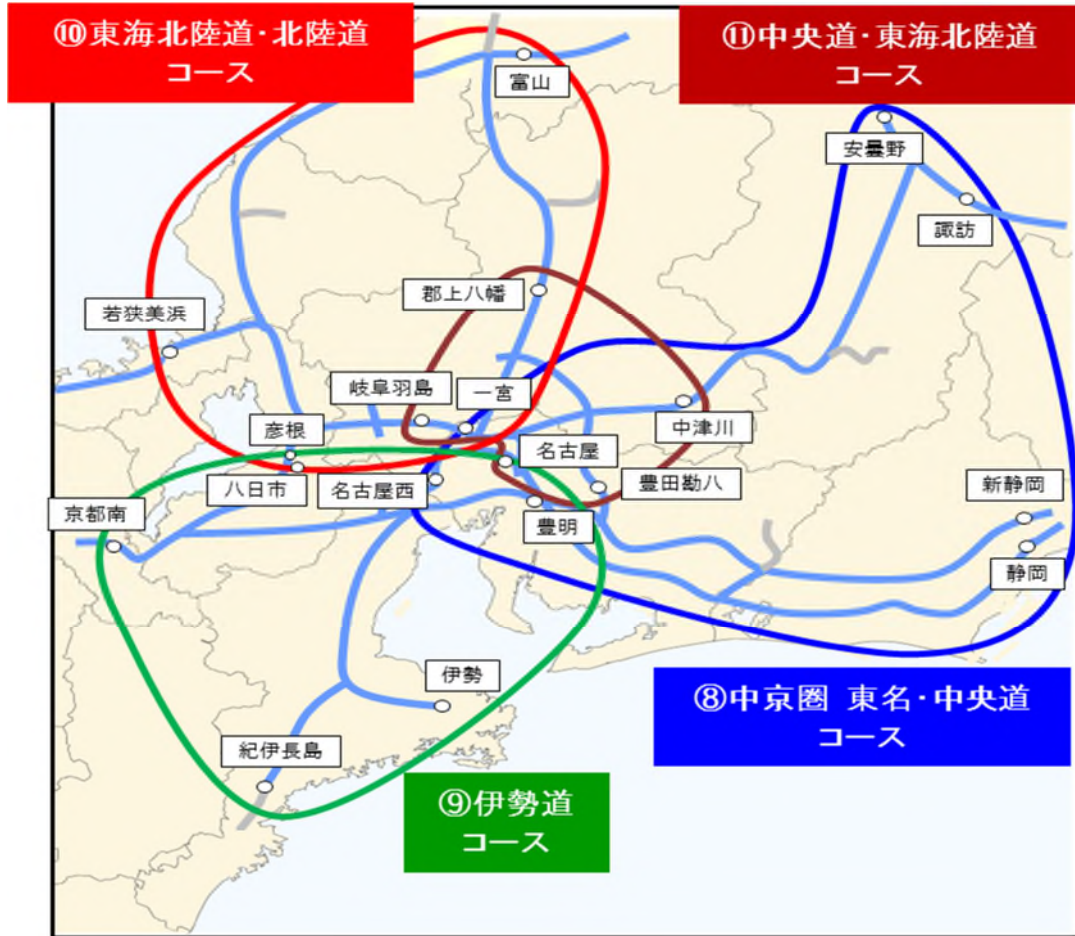 ⑩東海北陸道・北陸道
コース
⑪中央道・東海北陸道
コース
富山
安曇野
諏訪
郡上八幡
若狭美浜
岐阜羽島
一宮
彦根
中津川
名古屋
八日市
名古屋西
豊田勘八
京都南
豊明
新静岡
静岡
伊勢
⑧中京圏 東名・中央道
コース
紀伊長島
⑨伊勢道
コース